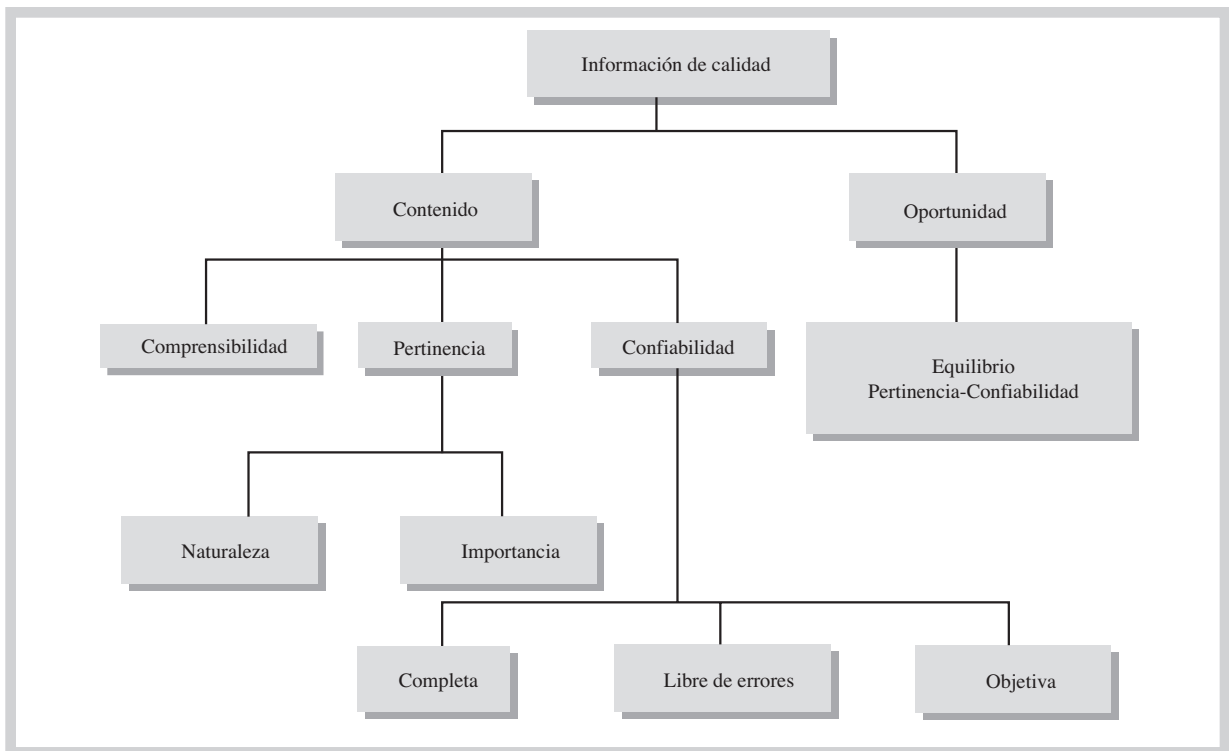 Información de calidad
Contenido
Oportunidad
Comprensibilidad
Pertinencia
Confiabilidad
Equilibrio
Pertinencia-Confiabilidad
Naturaleza
Importancia
Completa
Libre de errores
Objetiva